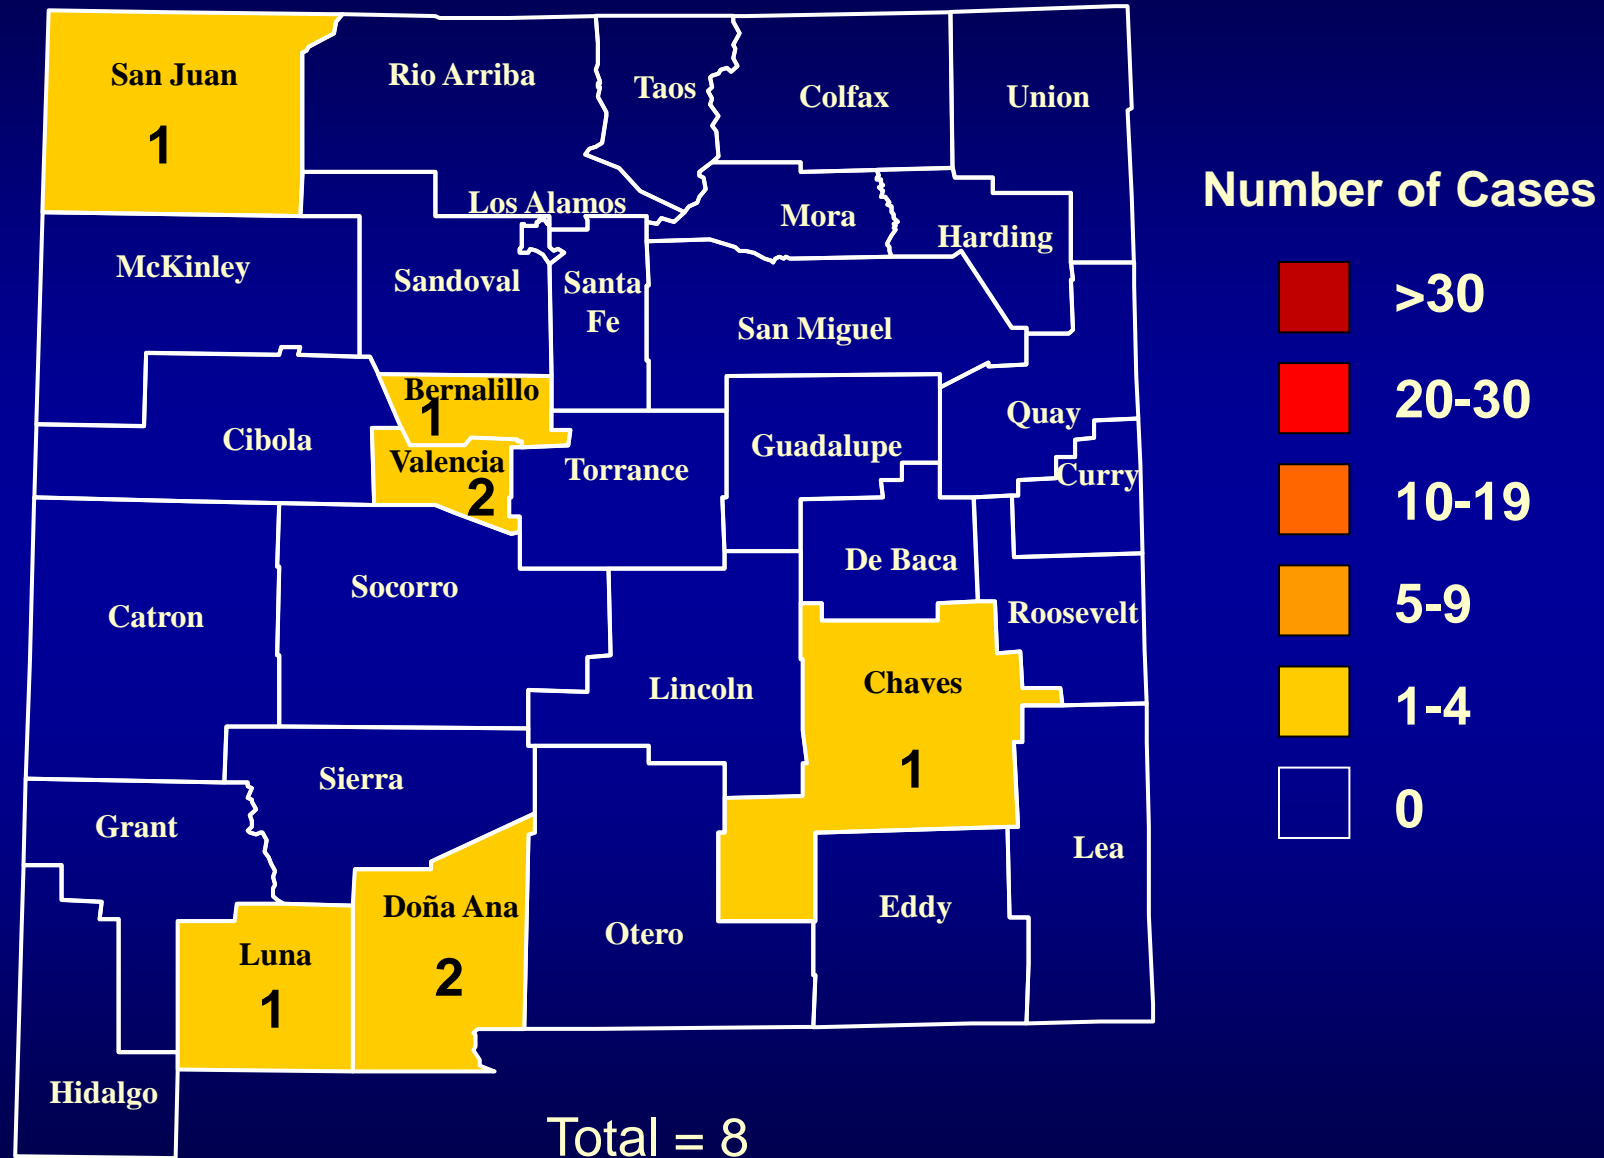 San Juan
1
Rio Arriba
Taos
Colfax
Union
Los Alamos
Mora
Harding
McKinley
Sandoval
Santa
Fe
San Miguel
Bernalillo
1
Cibola
Valencia
2
Torrance
Guadalupe
Quay
Curry
De Baca
Roosevelt
Catron
Socorro
Lincoln
Chaves
1
Sierra
Grant
Lea
Doña Ana
2
Otero
Eddy
Luna
1
Hidalgo
Total = 8
Number of Cases
>30
20-30
10-19
5-9
1-4
0